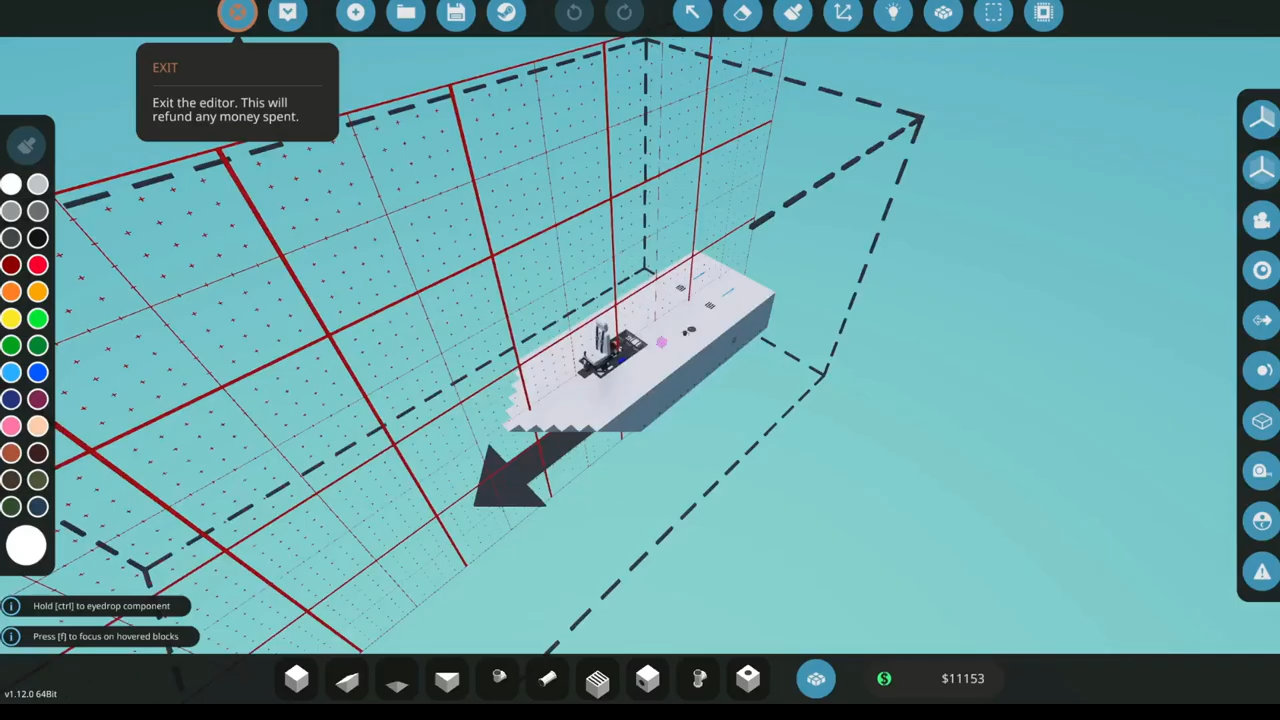 EXIT
Exit the editor. This will
refund any money spent.
Hold [ctrl] to eyedrop component
Press [f] to focus on hovered blocks
$11153
v1.12.0 64Bit